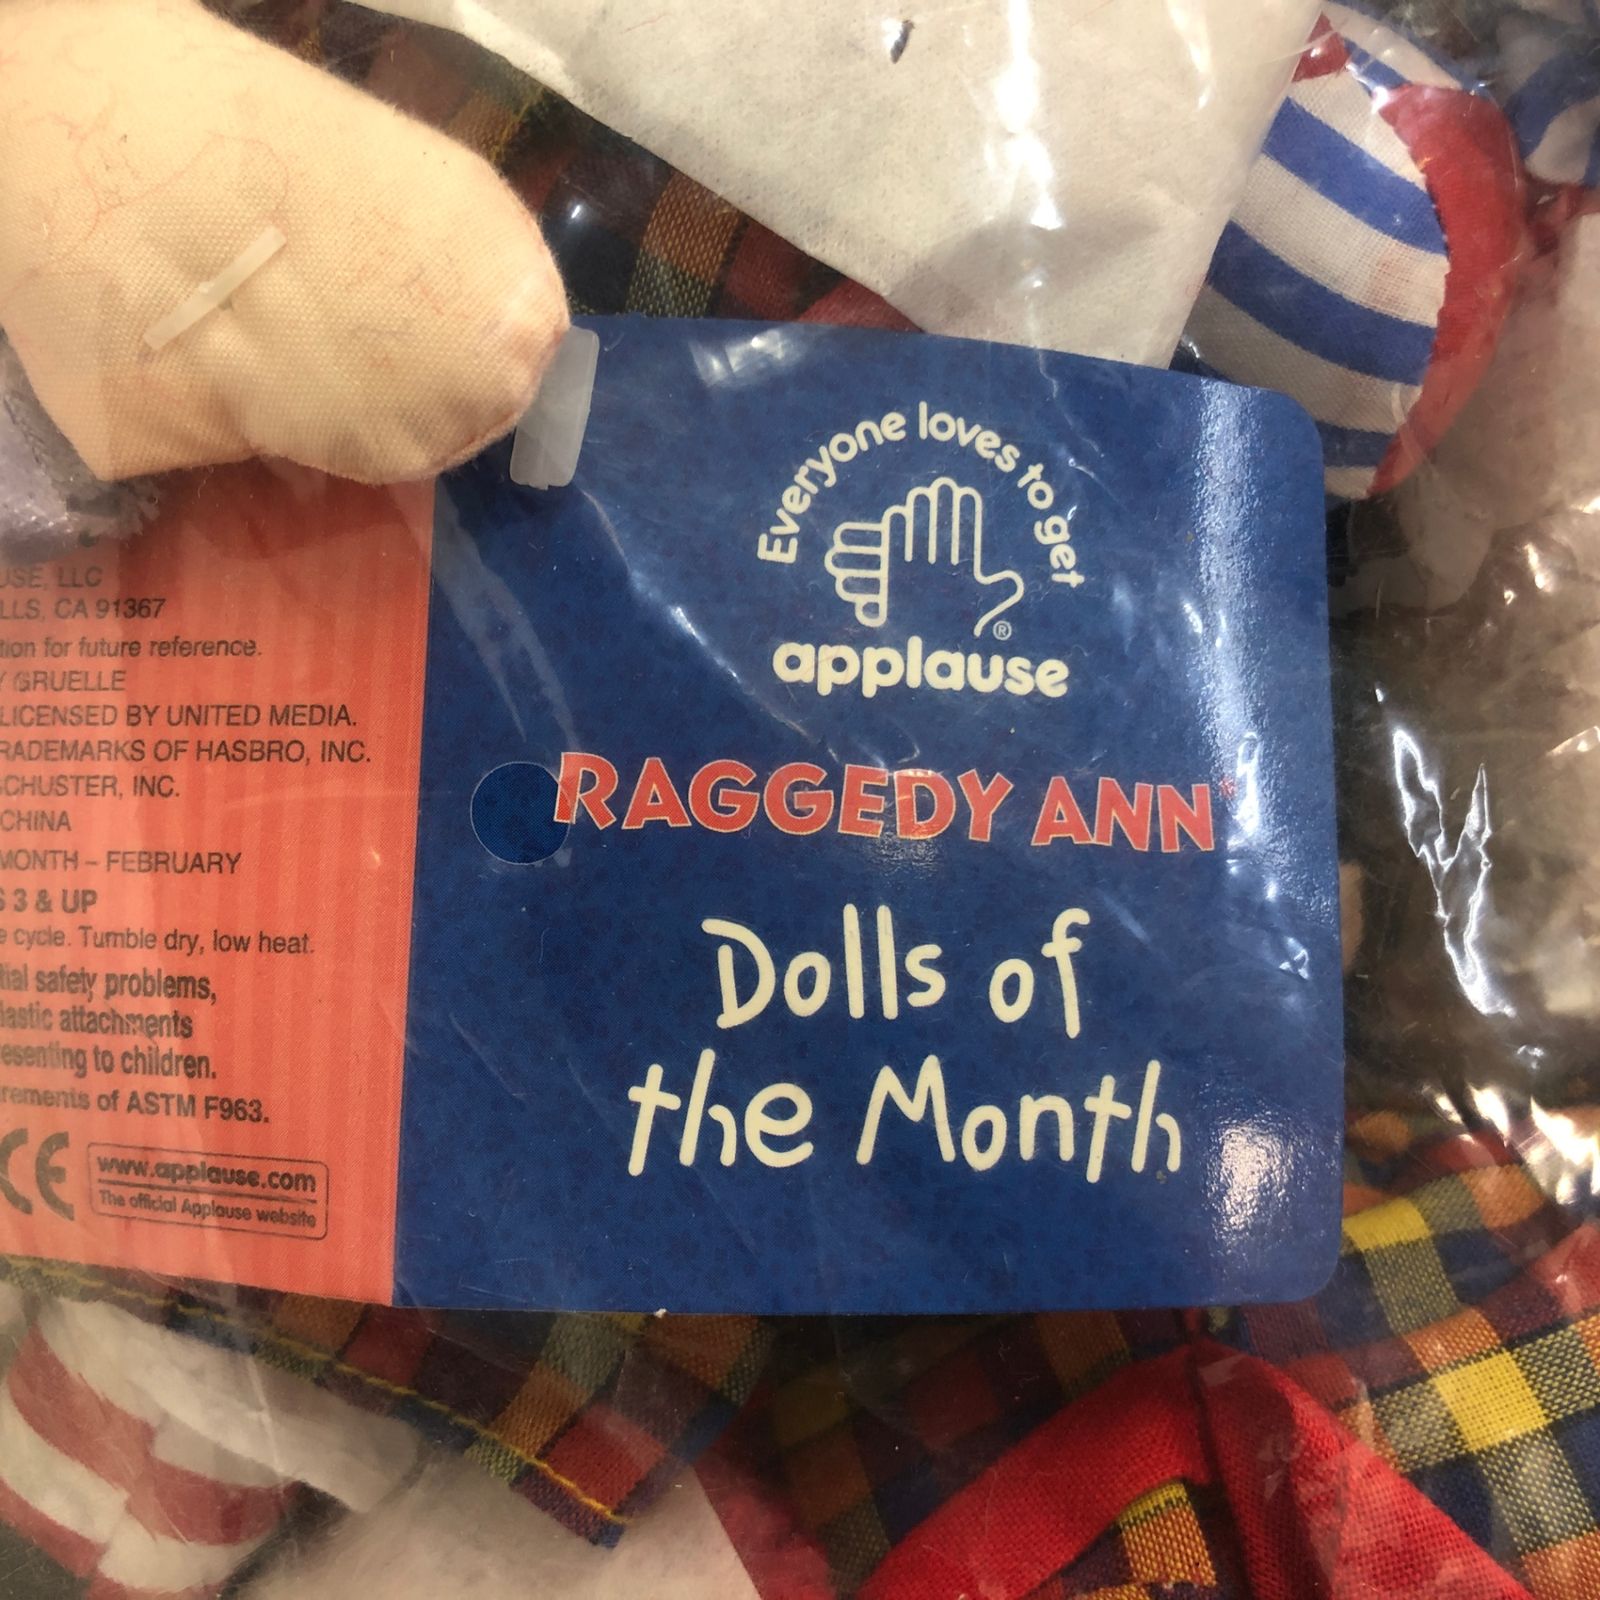 USE, LLC
LLS, CA 91367
tion for future reference.
Y GRUELLE
LICENSED BY UNITED MEDIA.
RADEMARKS OF HASBRO, INC.
SCHUSTER, INC.
CHINA
MONTH – FEBRUARY
S 3 & UP
e cycle. Tumble dry, low heat.
tial safety problems,
lastic attachments
resenting to children.
rements of ASTM F963.
CE
www.applause.com
The official Applause website
Everyone loves to get
®
applause
RAGGEDY ANN
Dolls of
the Month